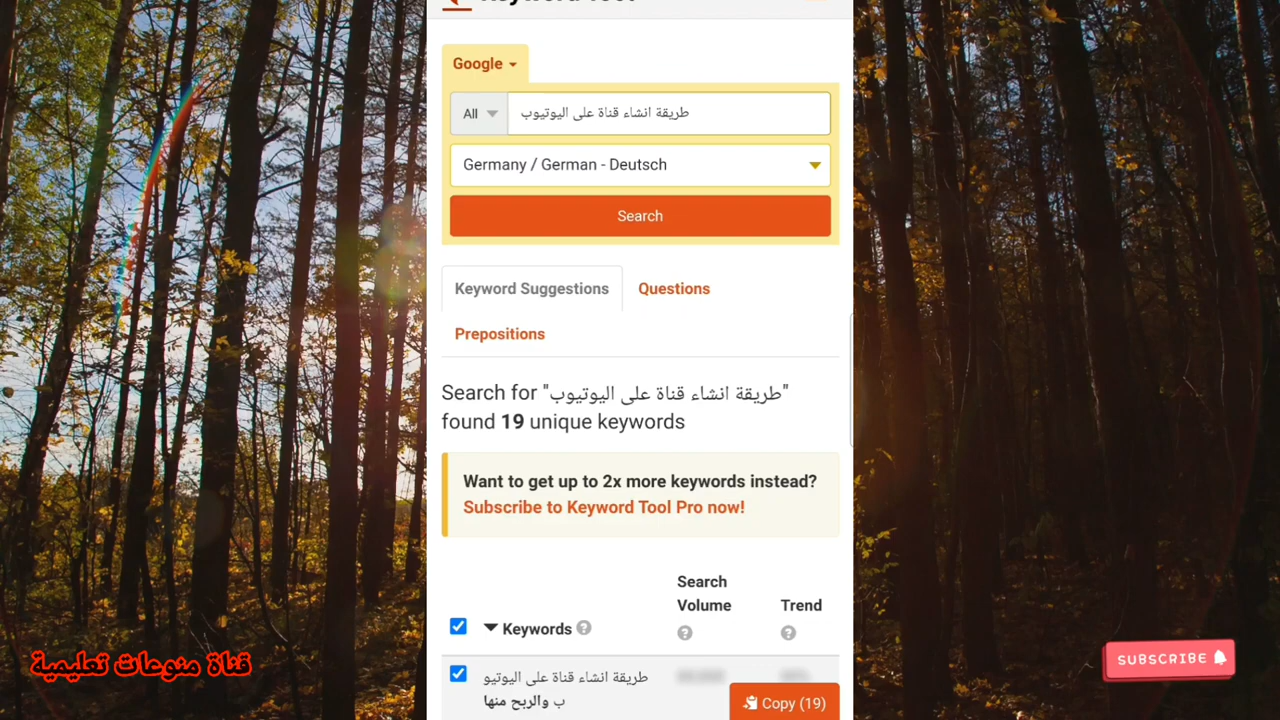 Keyword Tool
Google
All
طريقة انشاء قناة على اليوتيوب
Germany / German - Deutsch
Search
Keyword Suggestions
Questions
Prepositions
Search for "طريقة انشاء قناة على اليوتيوب"
found 19 unique keywords
Want to get up to 2x more keywords instead?
Subscribe to Keyword Tool Pro now!
Search
Volume
Trend
Keywords
طريقة انشاء قناة على اليوتيو
ب والربح منها
Copy (19)
قناة منوعات تعليمية
SUBSCRIBE